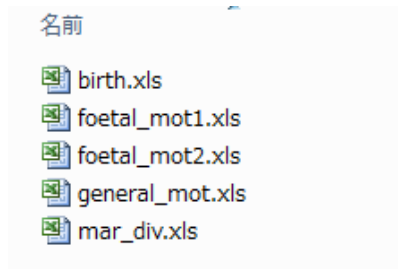 名前
birth.xls
foetal_mot1.xls
foetal_mot2.xls
general_mot.xls
mar_div.xls